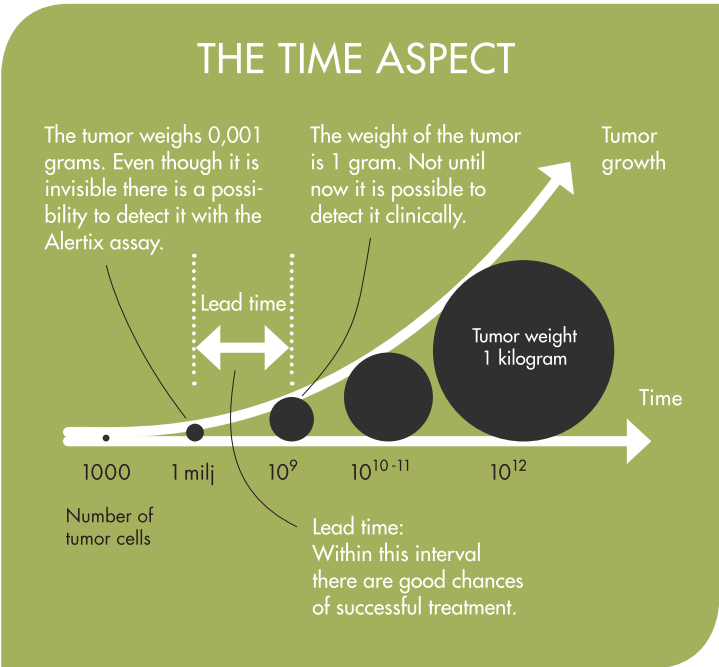 THE TIME ASPECT
The tumor weighs 0,001
grams. Even though it is
invisible there is a possi-
bility to detect it with the
Alertix assay.
The weight of the tumor
is 1 gram. Not until
now it is possible to
detect it clinically.
Tumor
growth
Lead time
Tumor weight
1 kilogram
Time
1000
1 milj
10⁹
10¹⁰⁻¹¹
10¹²
Number of
tumor cells
Lead time:
Within this interval
there are good chances
of successful treatment.